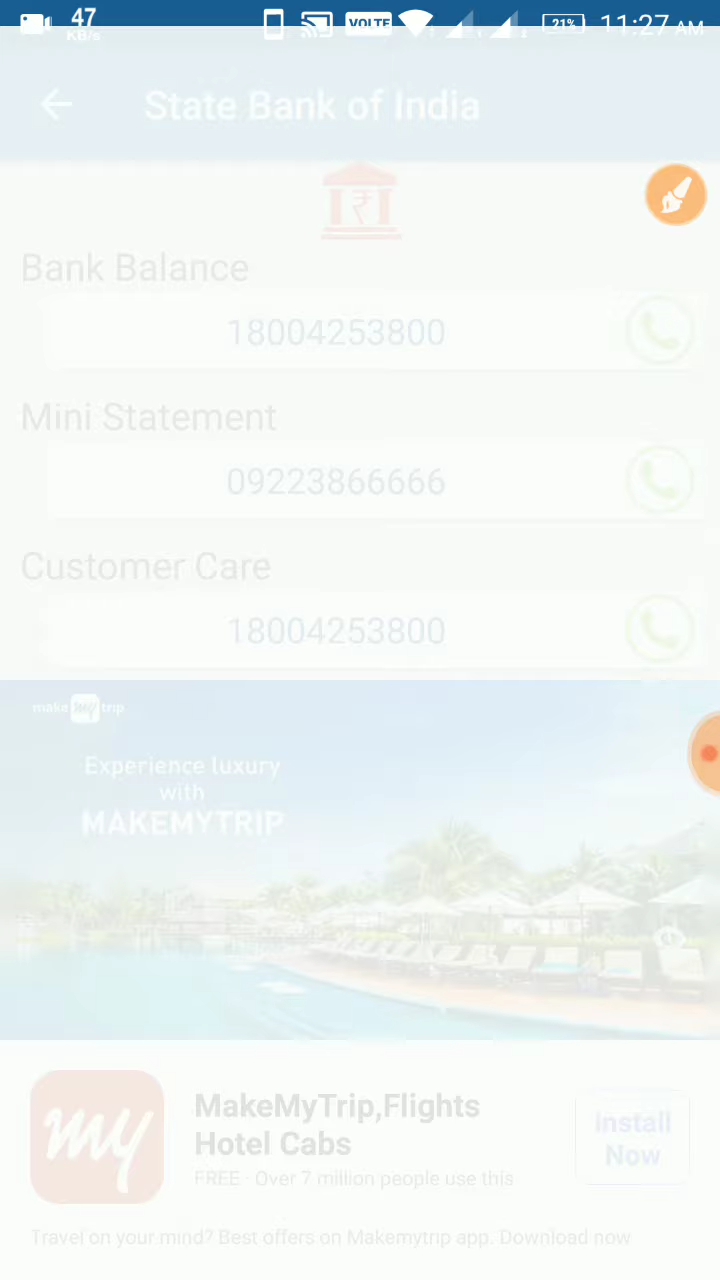 47
KB/s
VOLTE
21%
11:27 AM
State Bank of India
Bank Balance
18004253800
Mini Statement
09223866666
Customer Care
18004253800
make my trip
Experience luxury
with
MAKEMYTRIP
my
MakeMyTrip,Flights
Hotel Cabs
FREE · Over 7 million people use this
Install
Now
Travel on your mind? Best offers on Makemytrip app. Download now